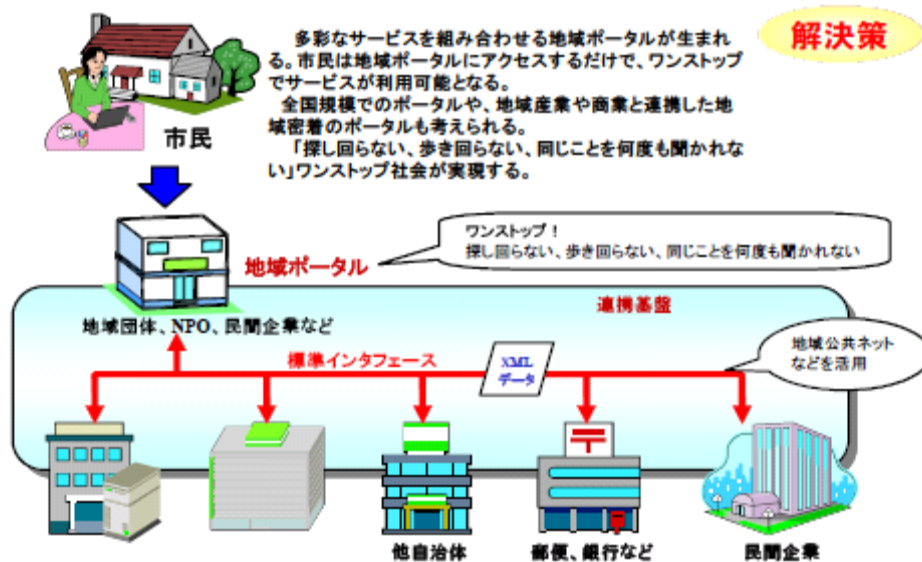 解決策
多彩なサービスを組み合わせる地域ポータルが生まれ
る。市民は地域ポータルにアクセスするだけで、ワンストップ
でサービスが利用可能となる。
全国規模でのポータルや、地域産業や商業と連携した地
域密着のポータルも考えられる。
「探し回らない、歩き回らない、同じことを何度も聞かれな
い」ワンストップ社会が実現する。
市民
ワンストップ！
探し回らない、歩き回らない、同じことを何度も聞かれない
地域ポータル
連携基盤
地域団体、NPO、民間企業など
標準インタフェース
XML
データ
地域公共ネット
などを活用
他自治体
郵便、銀行など
民間企業